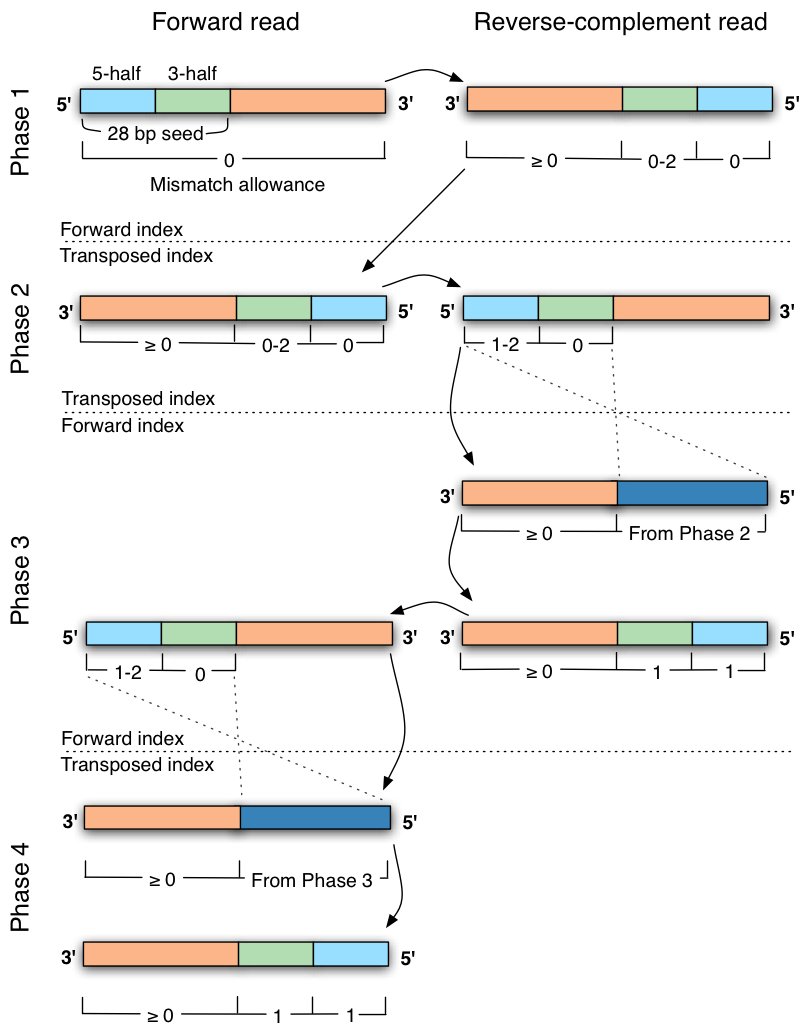 Forward read
Reverse-complement read
Phase 1
5-half 3-half
5' 3' 3' 5'
28 bp seed
0
≥ 0 0-2 0
Mismatch allowance
Forward index
Transposed index
Phase 2
3' 5' 5' 3'
≥ 0 0-2 0 1-2 0
Transposed index
Forward index
Phase 3
3' 5'
≥ 0 From Phase 2
5' 3' 3' 5'
1-2 0 ≥ 0 1 1
Forward index
Transposed index
Phase 4
3' 5'
≥ 0 From Phase 3
3' 5'
≥ 0 1 1